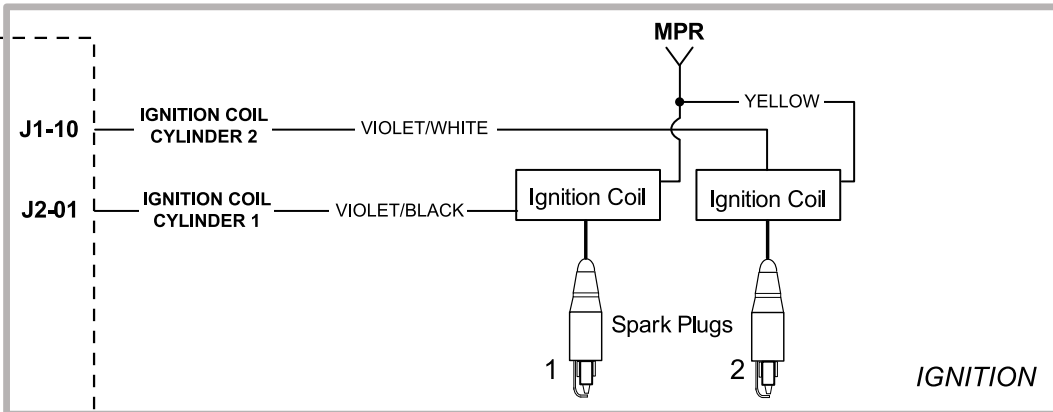 MPR
YELLOW
J1-10
IGNITION COIL
CYLINDER 2
VIOLET/WHITE
J2-01
IGNITION COIL
CYLINDER 1
VIOLET/BLACK
Ignition Coil
Ignition Coil
Spark Plugs
1
2
IGNITION